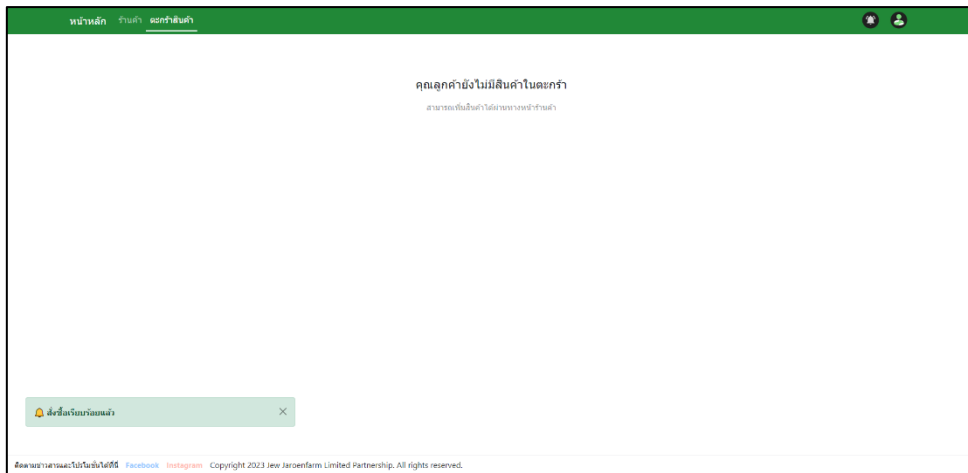 หน้าหลัก ร้านค้า ตะกร้าสินค้า
คุณลูกค้ายังไม่มีสินค้าในตะกร้า
สามารถเพิ่มสินค้าได้ผ่านทางหน้าร้านค้า
สั่งซื้อเรียบร้อยแล้ว
ติดตามข่าวสารและโปรโมชั่นได้ที่นี่ Facebook Instagram Copyright 2023 Jew Jaroenfarm Limited Partnership. All rights reserved.